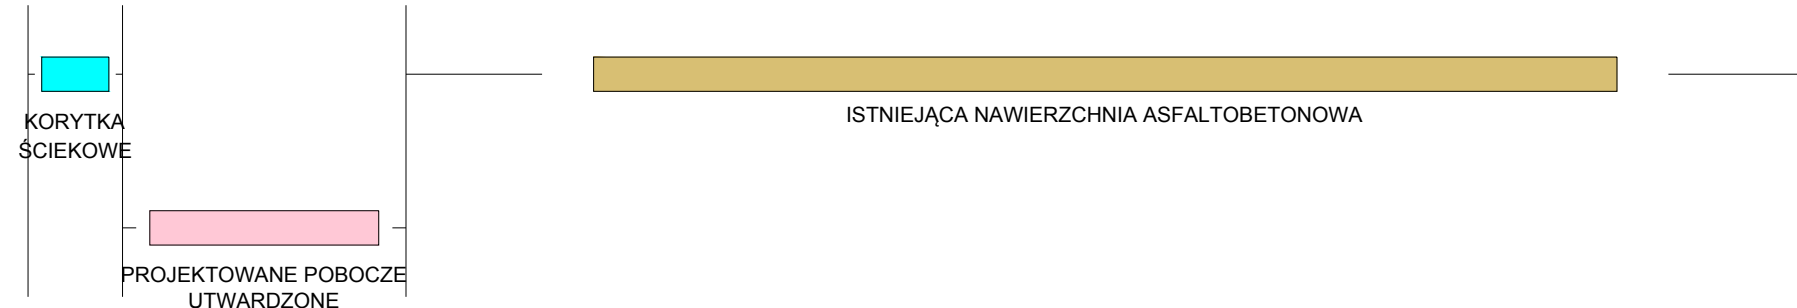 KORYTKA
ŚCIEKOWE
ISTNIEJĄCA NAWIERZCHNIA ASFALTOBETONOWA
PROJEKTOWANE POBOCZE
UTWARDZONE